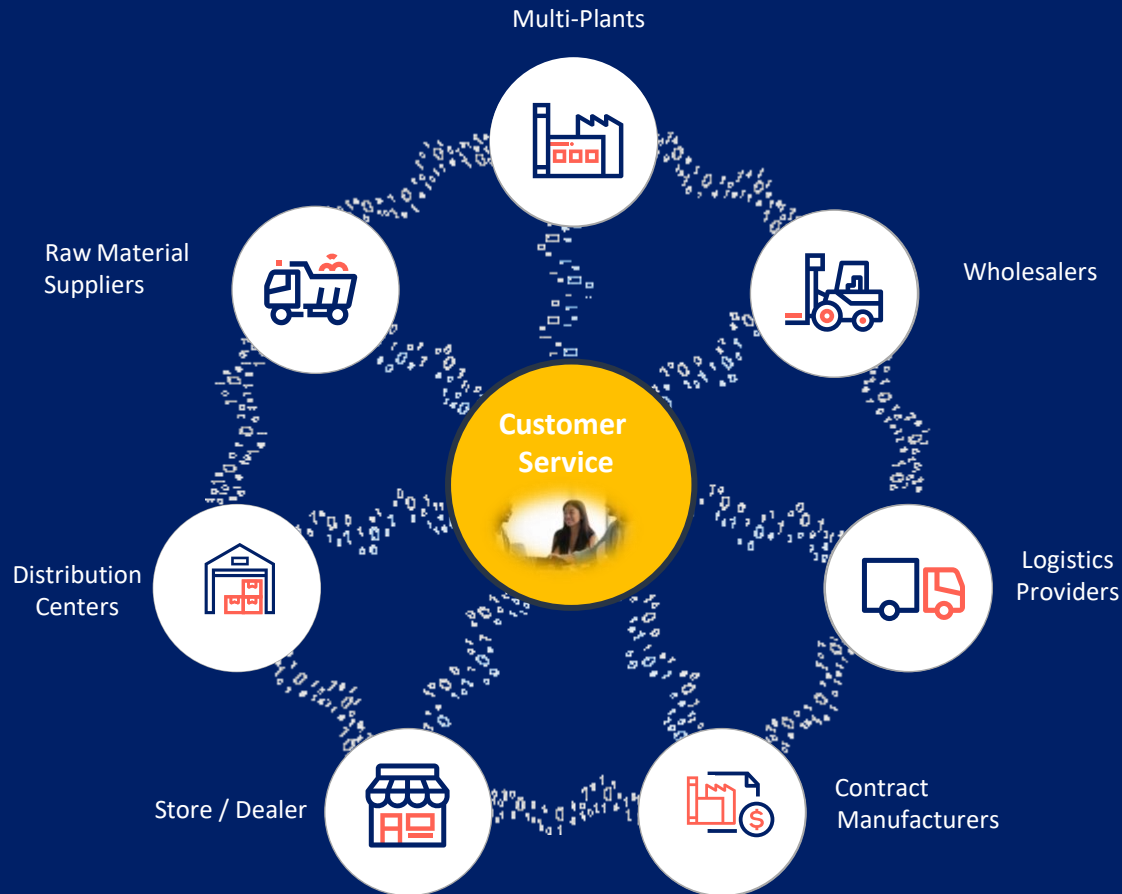 Multi-Plants
Raw Material
Suppliers
Wholesalers
Customer
Service
Distribution
Centers
Logistics
Providers
Store / Dealer
Contract
Manufacturers
$